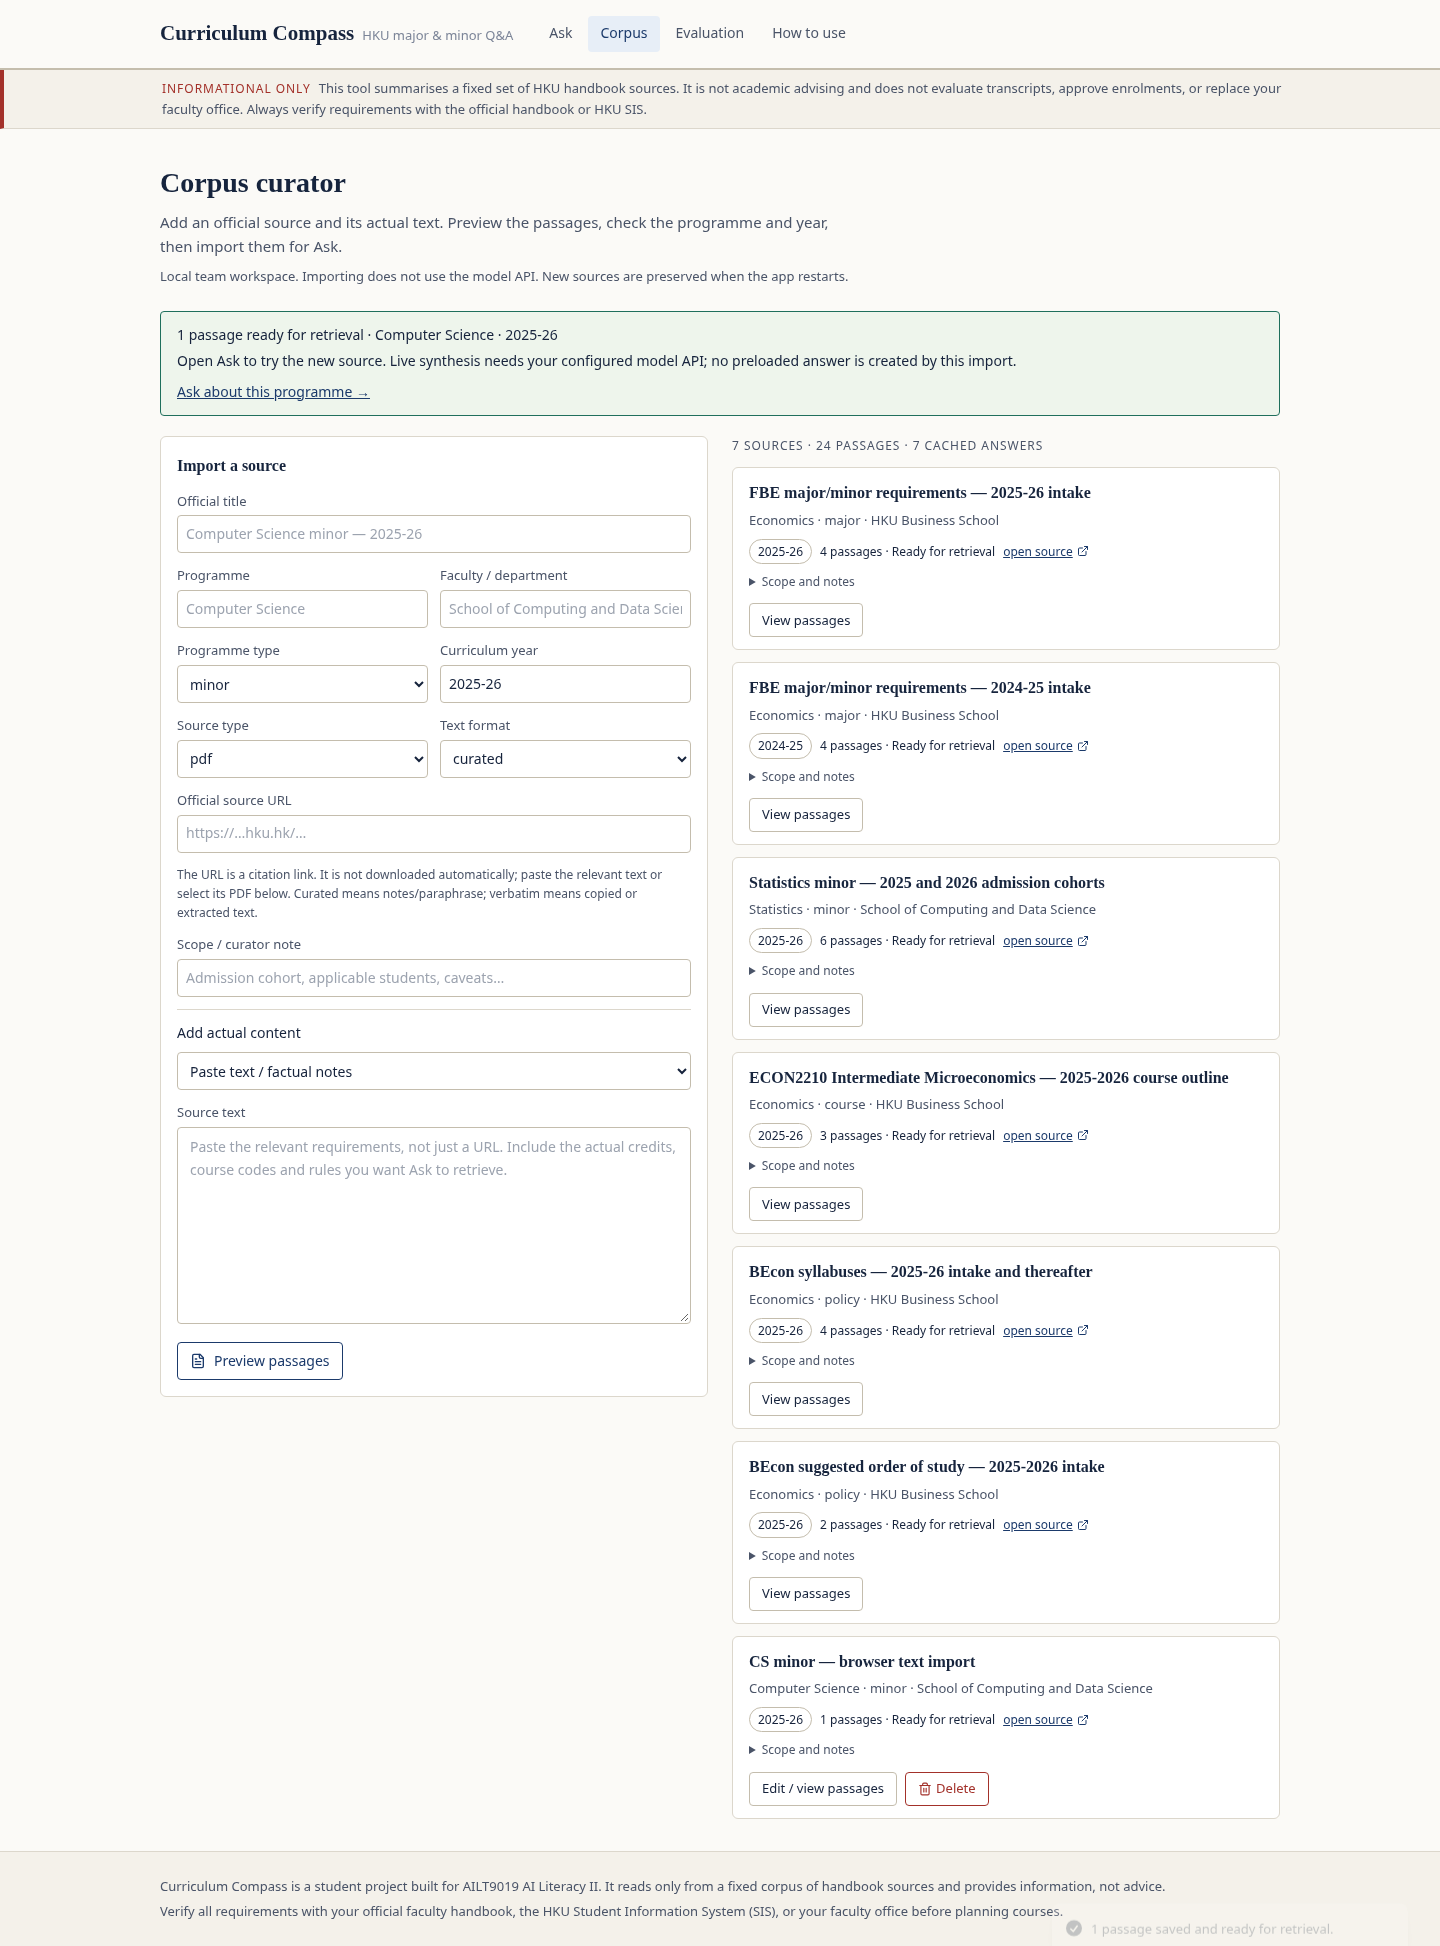 Curriculum Compass HKU major & minor Q&A Ask Corpus Evaluation How to use
INFORMATIONAL ONLY This tool summarises a fixed set of HKU handbook sources. It is not academic advising and does not evaluate transcripts, approve enrolments, or replace your
faculty office. Always verify requirements with the official handbook or HKU SIS.
Corpus curator
Add an official source and its actual text. Preview the passages, check the programme and year,
then import them for Ask.
Local team workspace. Importing does not use the model API. New sources are preserved when the app restarts.
1 passage ready for retrieval · Computer Science · 2025-26
Open Ask to try the new source. Live synthesis needs your configured model API; no preloaded answer is created by this import.
Ask about this programme →
Import a source
Official title
Computer Science minor — 2025-26
Programme Faculty / department
Computer Science School of Computing and Data Scien
Programme type Curriculum year
minor 2025-26
Source type Text format
pdf curated
Official source URL
https://...hku.hk/...
The URL is a citation link. It is not downloaded automatically; paste the relevant text or
select its PDF below. Curated means notes/paraphrase; verbatim means copied or
extracted text.
Scope / curator note
Admission cohort, applicable students, caveats...
Add actual content
Paste text / factual notes
Source text
Paste the relevant requirements, not just a URL. Include the actual credits,
course codes and rules you want Ask to retrieve.
Preview passages
7 SOURCES · 24 PASSAGES · 7 CACHED ANSWERS
FBE major/minor requirements — 2025-26 intake
Economics · major · HKU Business School
2025-26 4 passages · Ready for retrieval open source
Scope and notes
View passages
FBE major/minor requirements — 2024-25 intake
Economics · major · HKU Business School
2024-25 4 passages · Ready for retrieval open source
Scope and notes
View passages
Statistics minor — 2025 and 2026 admission cohorts
Statistics · minor · School of Computing and Data Science
2025-26 6 passages · Ready for retrieval open source
Scope and notes
View passages
ECON2210 Intermediate Microeconomics — 2025-2026 course outline
Economics · course · HKU Business School
2025-26 3 passages · Ready for retrieval open source
Scope and notes
View passages
BEcon syllabuses — 2025-26 intake and thereafter
Economics · policy · HKU Business School
2025-26 4 passages · Ready for retrieval open source
Scope and notes
View passages
BEcon suggested order of study — 2025-2026 intake
Economics · policy · HKU Business School
2025-26 2 passages · Ready for retrieval open source
Scope and notes
View passages
CS minor — browser text import
Computer Science · minor · School of Computing and Data Science
2025-26 1 passages · Ready for retrieval open source
Scope and notes
Edit / view passages Delete
Curriculum Compass is a student project built for AILT9019 AI Literacy II. It reads only from a fixed corpus of handbook sources and provides information, not advice.
Verify all requirements with your official faculty handbook, the HKU Student Information System (SIS), or your faculty office before planning courses.
1 passage saved and ready for retrieval.